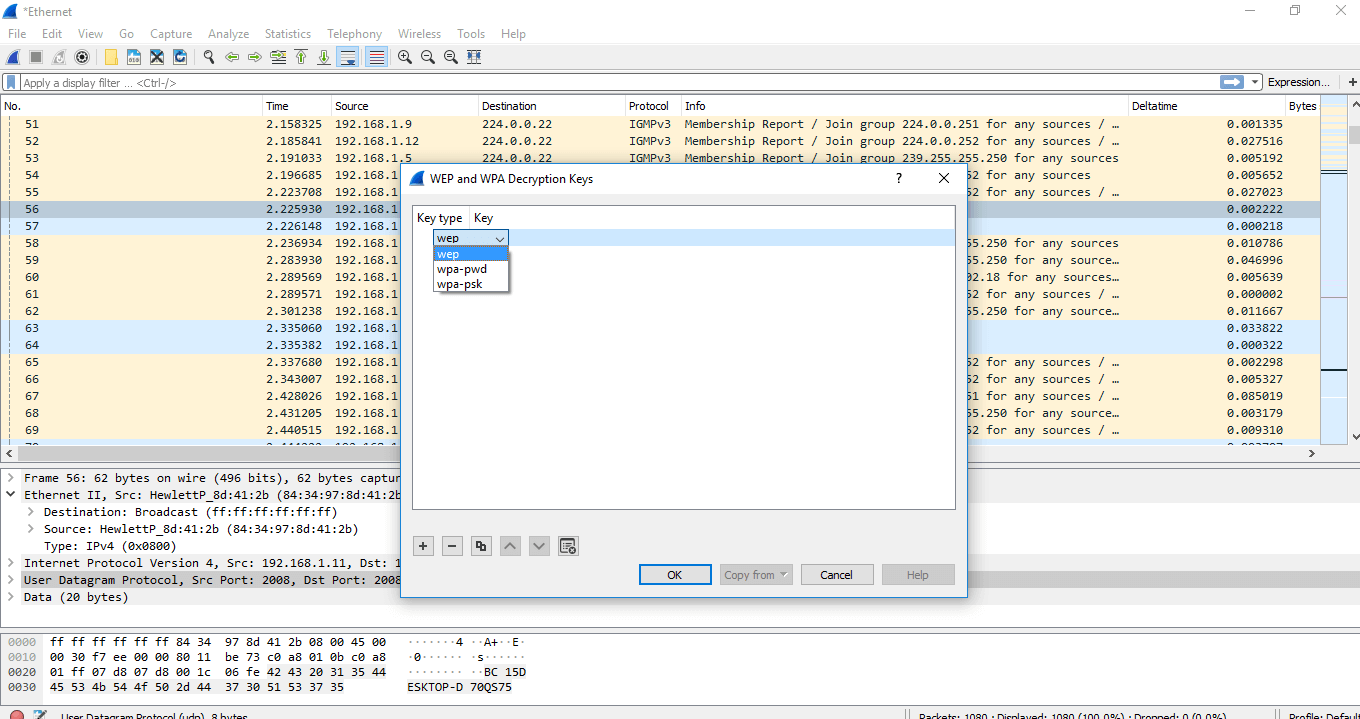 *Ethernet
File Edit View Go Capture Analyze Statistics Telephony Wireless Tools Help
Apply a display filter ... <Ctrl-/> Expression... +
No. Time Source Destination Protocol Info Deltatime Bytes
51 2.158325 192.168.1.9 224.0.0.22 IGMPv3 Membership Report / Join group 224.0.0.251 for any sources / … 0.001335
52 2.185841 192.168.1.12 224.0.0.22 IGMPv3 Membership Report / Join group 224.0.0.252 for any sources / … 0.027516
53 2.191033 192.168.1.5 224.0.0.22 IGMPv3 Membership Report / Join group 239.255.255.250 for any sources 0.005192
54 2.196685 192.168.1 52 for any sources 0.005652
55 2.223708 192.168.1 52 for any sources / … 0.027023
56 2.225930 192.168.1 0.002222
57 2.226148 192.168.1 0.000218
58 2.236934 192.168.1 55.250 for any sources 0.010786
59 2.283930 192.168.1 55.250 for any source… 0.046996
60 2.289569 192.168.1 02.18 for any sources… 0.005639
61 2.289571 192.168.1 52 for any sources / … 0.000002
62 2.301238 192.168.1 55.250 for any source… 0.011667
63 2.335060 192.168.1 0.033822
64 2.335382 192.168.1 0.000322
65 2.337680 192.168.1 52 for any sources / … 0.002298
66 2.343007 192.168.1 52 for any sources / … 0.005327
67 2.428026 192.168.1 51 for any sources / … 0.085019
68 2.431205 192.168.1 55.250 for any source… 0.003179
69 2.440515 192.168.1 52 for any sources / … 0.009310
WEP and WPA Decryption Keys ?
Key type Key
wep
wep
wpa-pwd
wpa-psk
+ −
OK Copy from Cancel Help
Frame 56: 62 bytes on wire (496 bits), 62 bytes captur
Ethernet II, Src: HewlettP_8d:41:2b (84:34:97:8d:41:2b
Destination: Broadcast (ff:ff:ff:ff:ff:ff)
Source: HewlettP_8d:41:2b (84:34:97:8d:41:2b)
Type: IPv4 (0x0800)
Internet Protocol Version 4, Src: 192.168.1.11, Dst: 1
User Datagram Protocol, Src Port: 2008, Dst Port: 2008
Data (20 bytes)
0000 ff ff ff ff ff ff 84 34 97 8d 41 2b 08 00 45 00 ·······4 ··A+··E·
0010 00 30 f7 ee 00 00 80 11 be 73 c0 a8 01 0b c0 a8 ·0······ ·s······
0020 01 ff 07 d8 07 d8 00 1c 06 fe 42 43 20 31 35 44 ········ ··BC 15D
0030 45 53 4b 54 4f 50 2d 44 37 30 51 53 37 35 ESKTOP-D 70QS75
User Datagram Protocol (udp), 8 bytes Packets: 1080 · Displayed: 1080 (100.0%) · Dropped: 0 (0.0%) Profile: Default